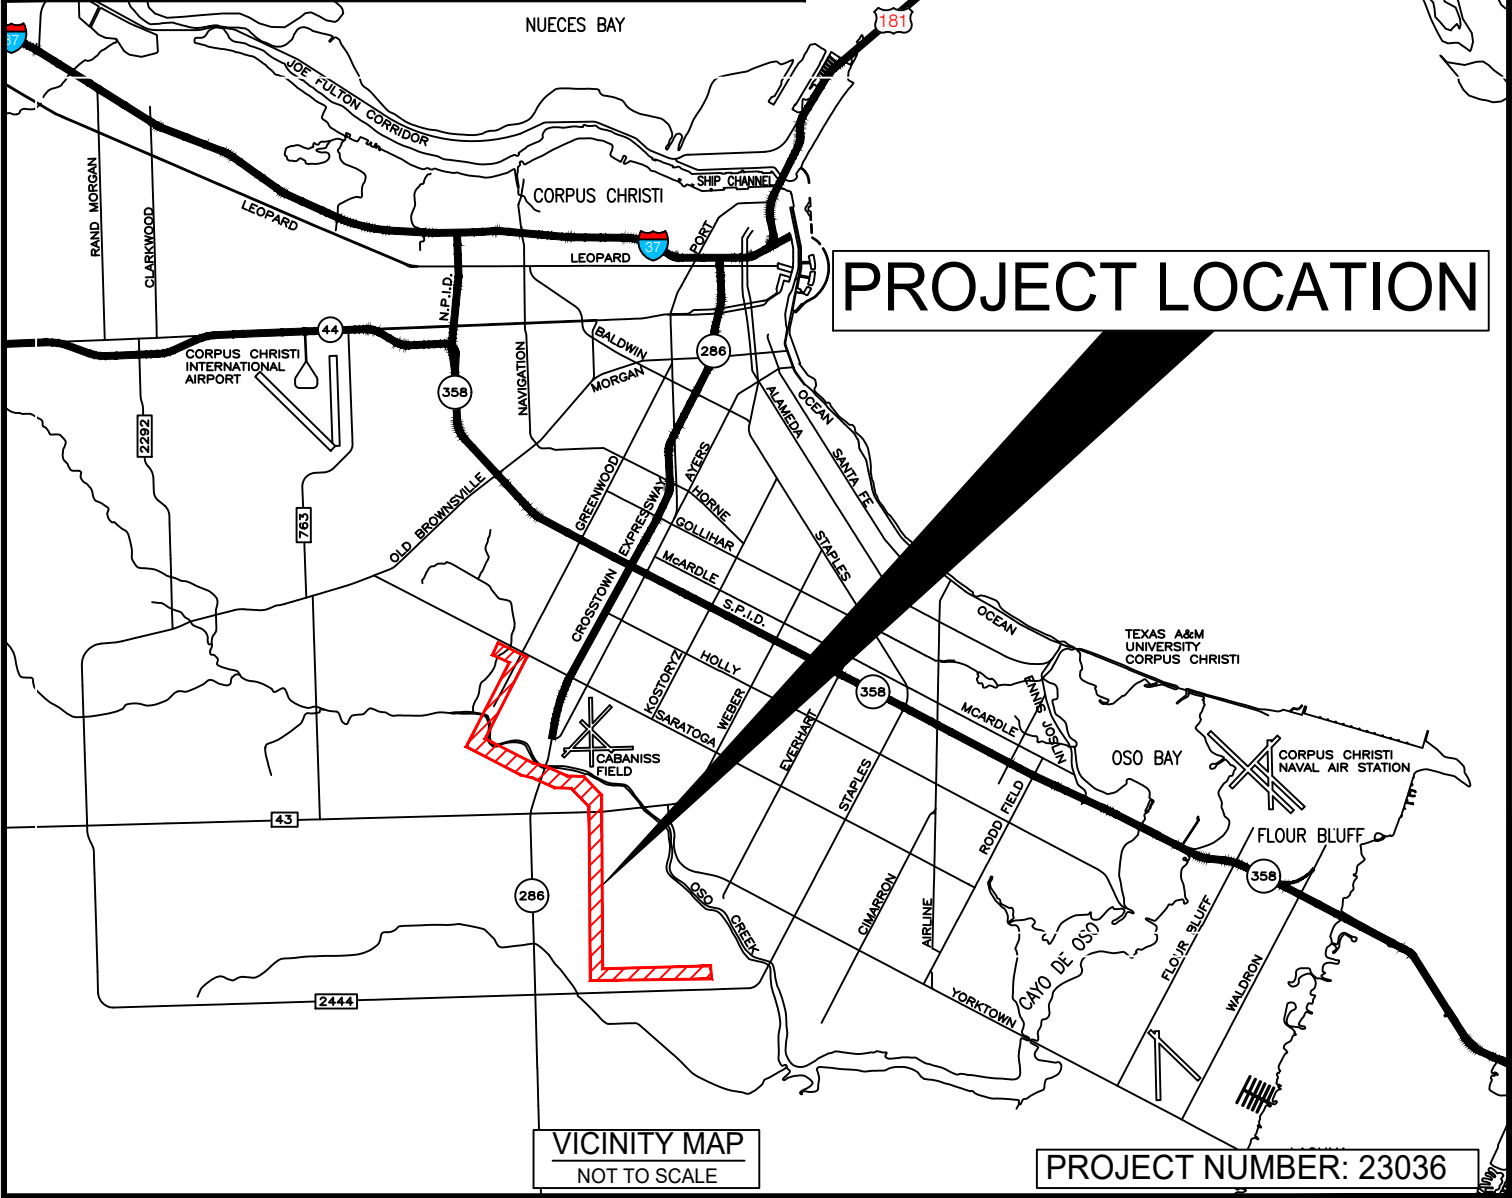 NUECES BAY
181
37
JOE FULTON CORRIDOR
SHIP CHANNEL
CORPUS CHRISTI
RAND MORGAN
CLARKWOOD
LEOPARD
PORT
37
LEOPARD
N.P.I.D.
PROJECT LOCATION
44
CORPUS CHRISTI
INTERNATIONAL
AIRPORT
BALDWIN
286
MORGAN
358
NAVIGATION
ALAMEDA
OCEAN
2292
SANTA FE
AYERS
GREENWOOD
EXPRESSWAY
HORNE
OLD BROWNSVILLE
763
GOLLIHAR
STAPLES
McARDLE
CROSSTOWN
S.P.I.D.
OCEAN
TEXAS A&M
UNIVERSITY
CORPUS CHRISTI
KOSTORYZ
HOLLY
358
ENNIS JOSLIN
WEBER
SARATOGA
MCARDLE
EVERHART
CABANISS
FIELD
OSO BAY
CORPUS CHRISTI
NAVAL AIR STATION
STAPLES
43
RODD FIELD
FLOUR BLUFF
358
286
OSO
CREEK
CIMARRON
AIRLINE
CAYO DE OSO
FLOUR BLUFF
WALDRON
2444
YORKTOWN
VICINITY MAP
NOT TO SCALE
PROJECT NUMBER: 23036